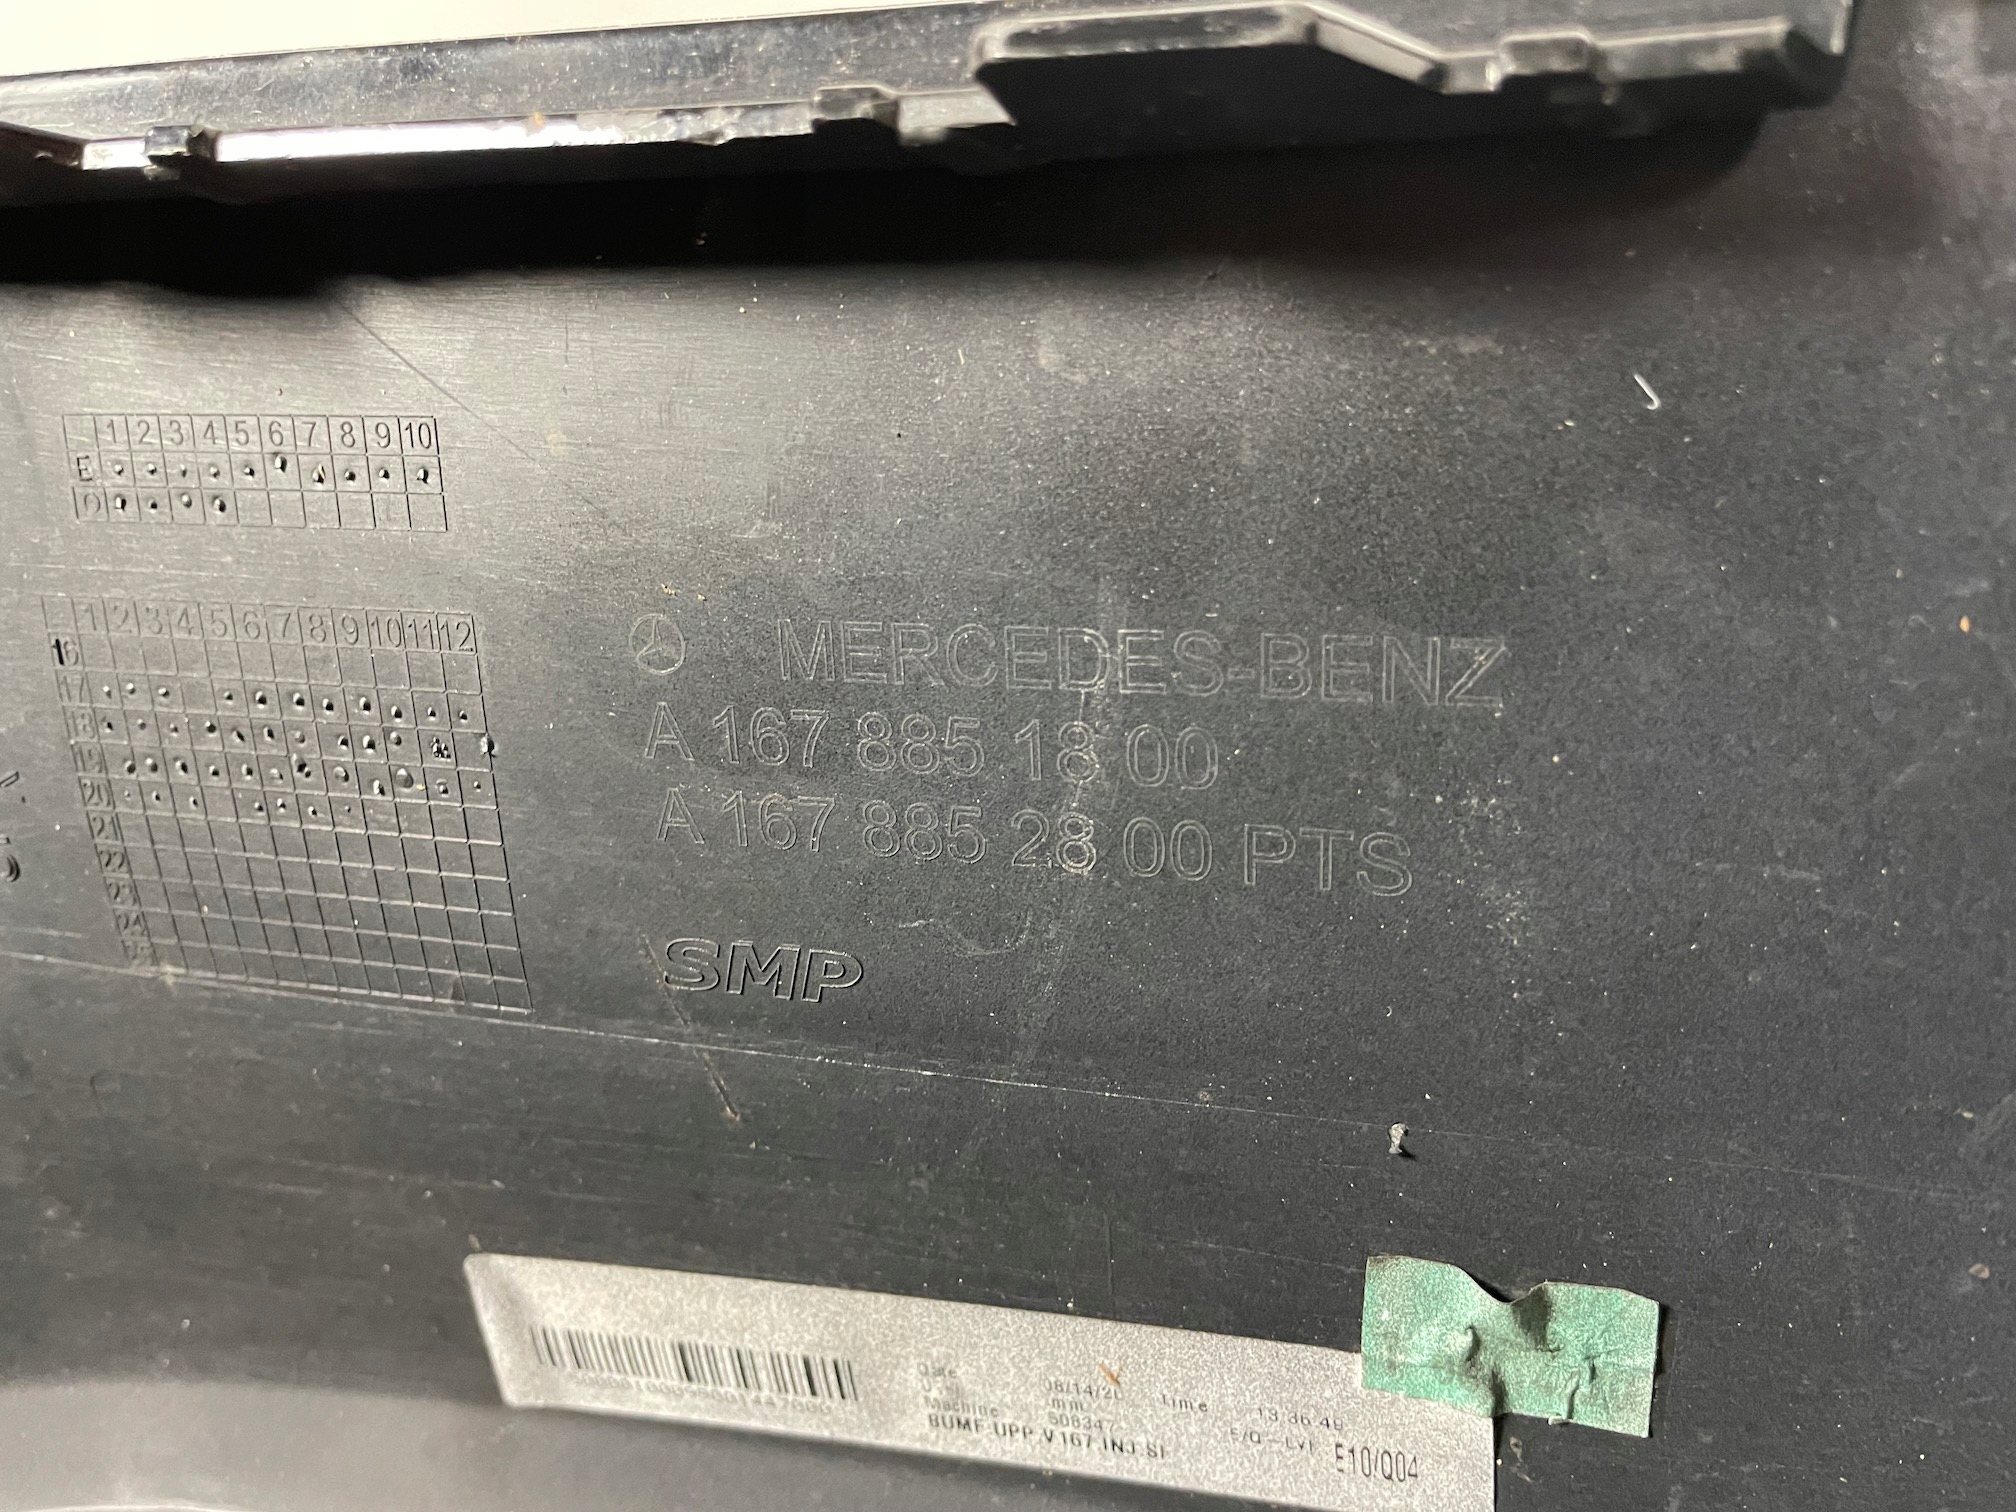 1 2 3 4 5 6 7 8 9 10
E
Q
1 2 3 4 5 6 7 8 9 10 11 12
16
17
18
19
20
21
22
23
24
25
MERCEDES-BENZ
A 167 885 18 00
A 167 885 28 00 PTS
SMP
Date 08/14/20 Time 13:36:48
Machine 508347 E/Q-LVL E10/Q04
BUMP UPP V167 INJ SI